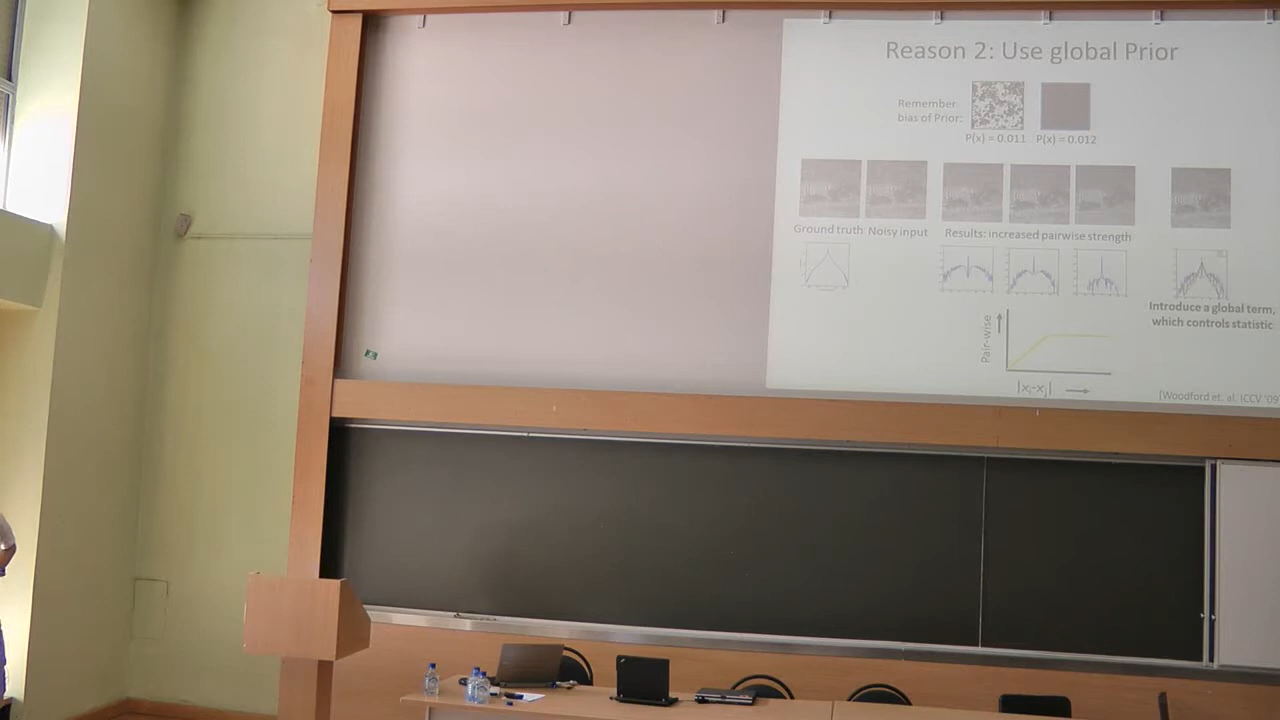 Reason 2: Use global Prior
Remember
bias of Prior:
P(x) = 0.011 P(x) = 0.012
Ground truth Noisy input
Results: increased pairwise strength
Introduce a global term,
which controls statistic
Pair-wise
|xi-xj|
[Woodford et. al. ICCV '09